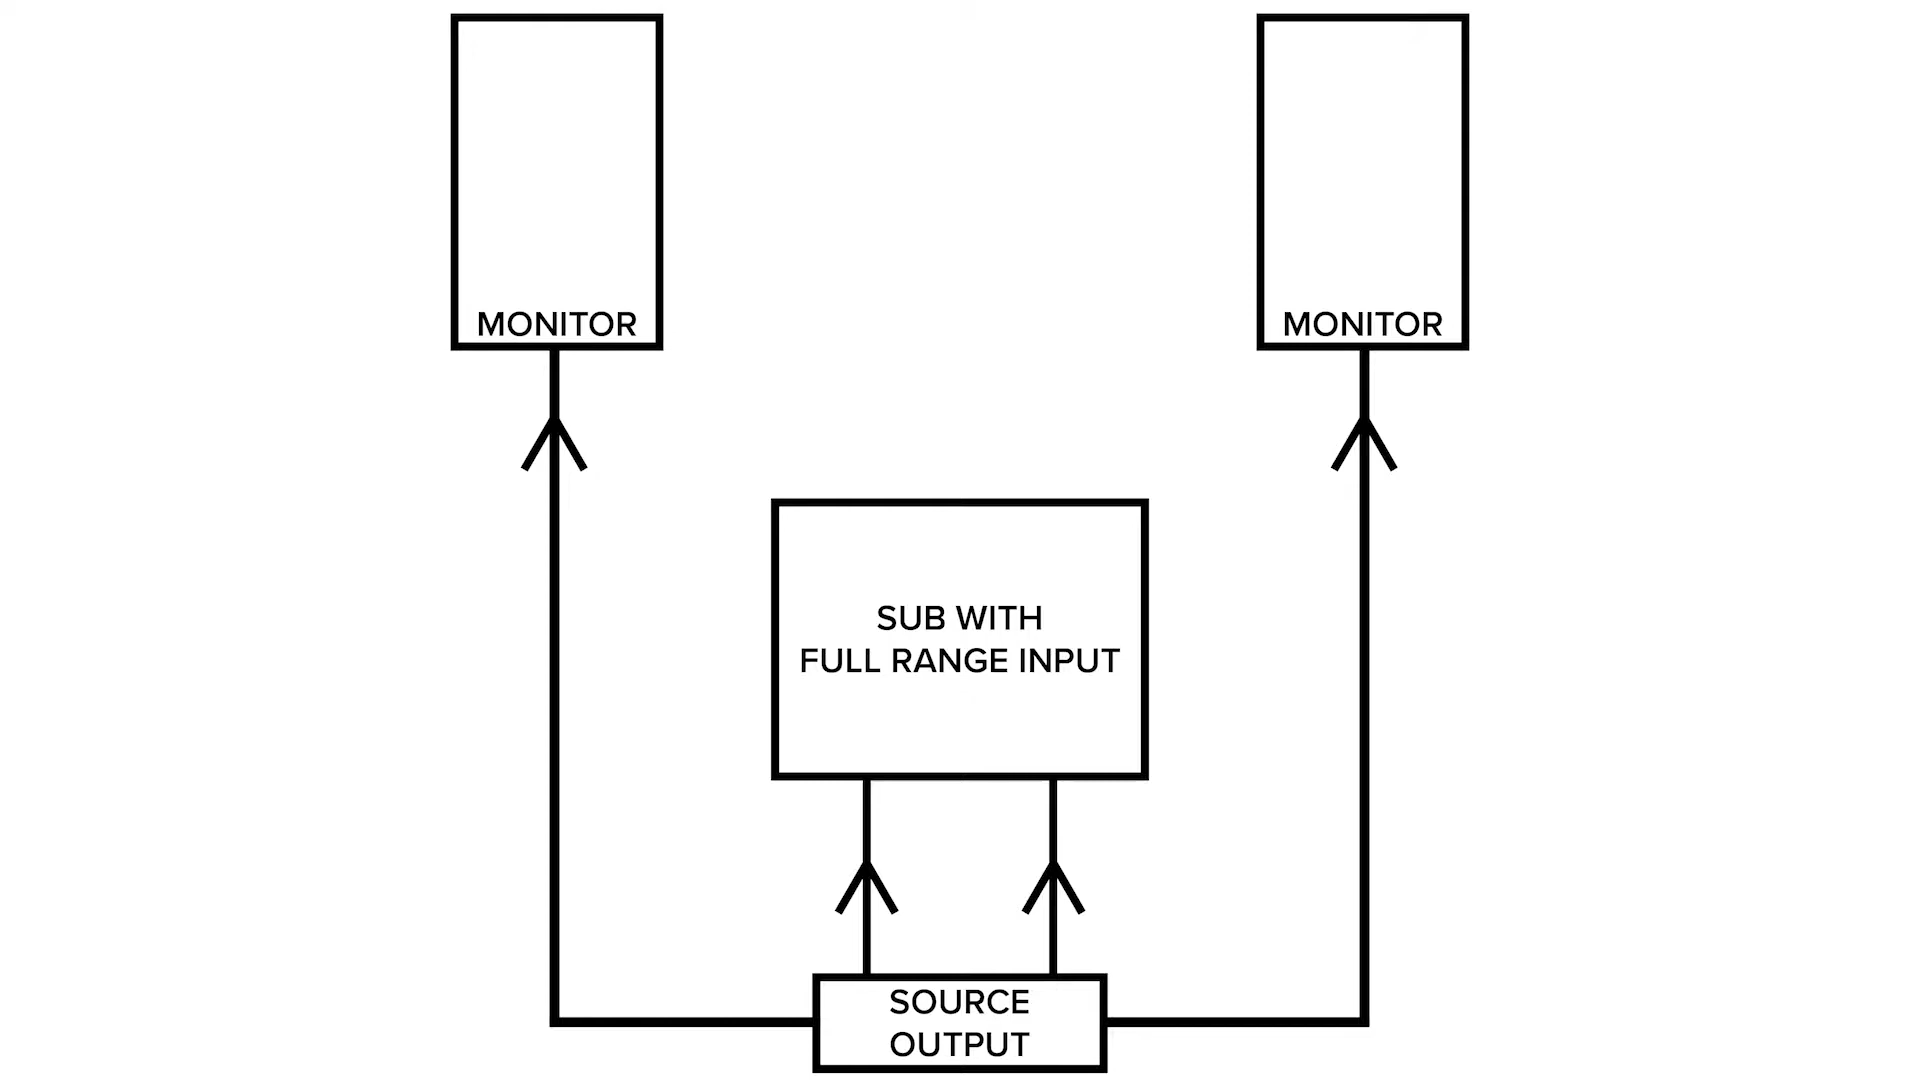 MONITOR
MONITOR
SUB WITH
FULL RANGE INPUT
SOURCE
OUTPUT